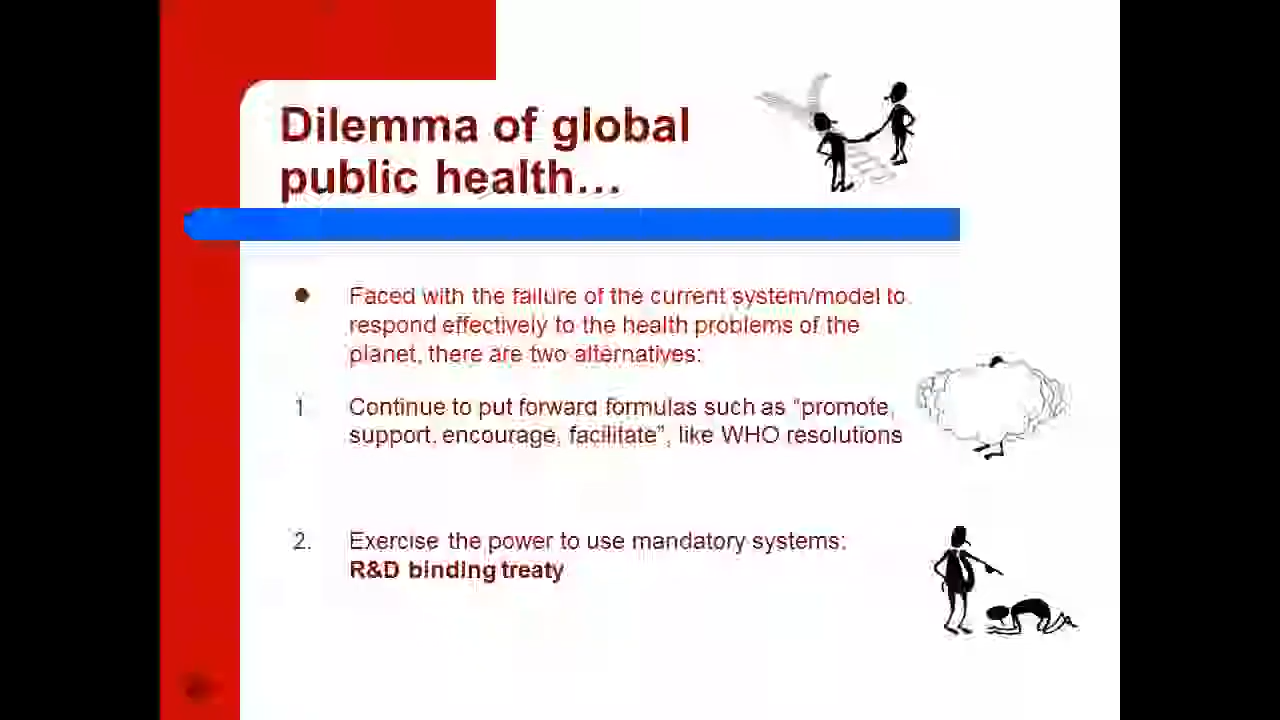 Dilemma of global
public health...
Faced with the failure of the current system/model to
respond effectively to the health problems of the
planet, there are two alternatives:
1. Continue to put forward formulas such as “promote,
support, encourage, facilitate”, like WHO resolutions
2. Exercise the power to use mandatory systems:
R&D binding treaty